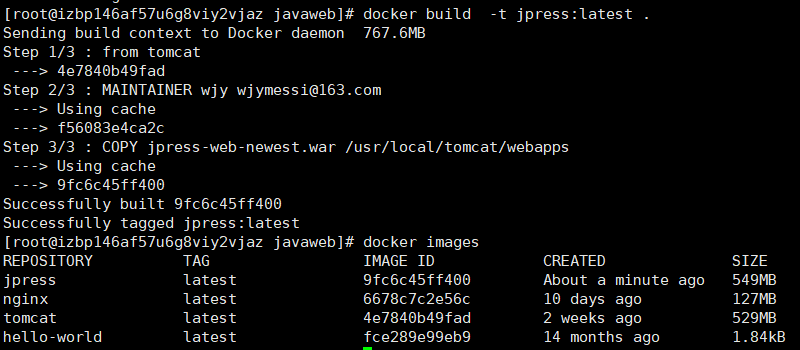 [root@izbp146af57u6g8viy2vjaz javaweb]# docker build  -t jpress:latest .
Sending build context to Docker daemon  767.6MB
Step 1/3 : from tomcat
 ---> 4e7840b49fad
Step 2/3 : MAINTAINER wjy wjymessi@163.com
 ---> Using cache
 ---> f56083e4ca2c
Step 3/3 : COPY jpress-web-newest.war /usr/local/tomcat/webapps
 ---> Using cache
 ---> 9fc6c45ff400
Successfully built 9fc6c45ff400
Successfully tagged jpress:latest
[root@izbp146af57u6g8viy2vjaz javaweb]# docker images
REPOSITORY          TAG                 IMAGE ID            CREATED              SIZE
jpress              latest              9fc6c45ff400        About a minute ago   549MB
nginx               latest              6678c7c2e56c        10 days ago          127MB
tomcat              latest              4e7840b49fad        2 weeks ago          529MB
hello-world         latest              fce289e99eb9        14 months ago        1.84kB